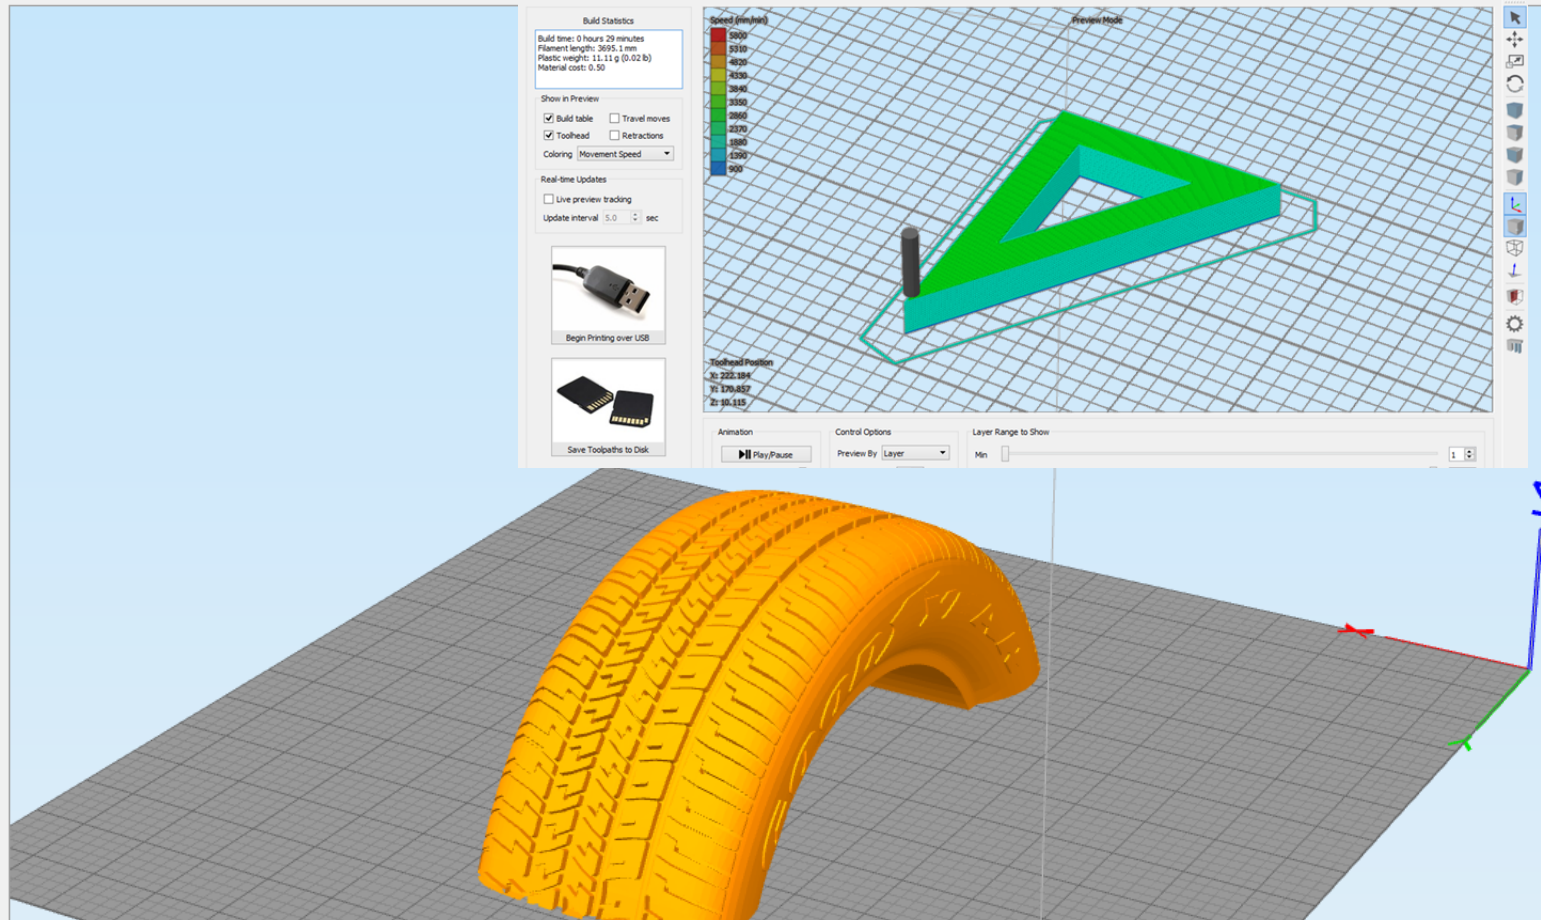 Build Statistics
Build time: 0 hours 29 minutes
Filament length: 3695.1 mm
Plastic weight: 11.11 g (0.02 lb)
Material cost: 0.50
Show in Preview
Build table
Travel moves
Toolhead
Retractions
Coloring
Movement Speed
Real-time Updates
Live preview tracking
Update interval 5.0 sec
Begin Printing over USB
Save Toolpaths to Disk
Speed (mm/min)
5800
5310
4820
4330
3840
3350
2860
2370
1880
1390
900
Preview Mode
Toolhead Position
X: 222.184
Y: 170.857
Z: 10.115
Animation
Play/Pause
Control Options
Preview By Layer
Layer Range to Show
Min 1